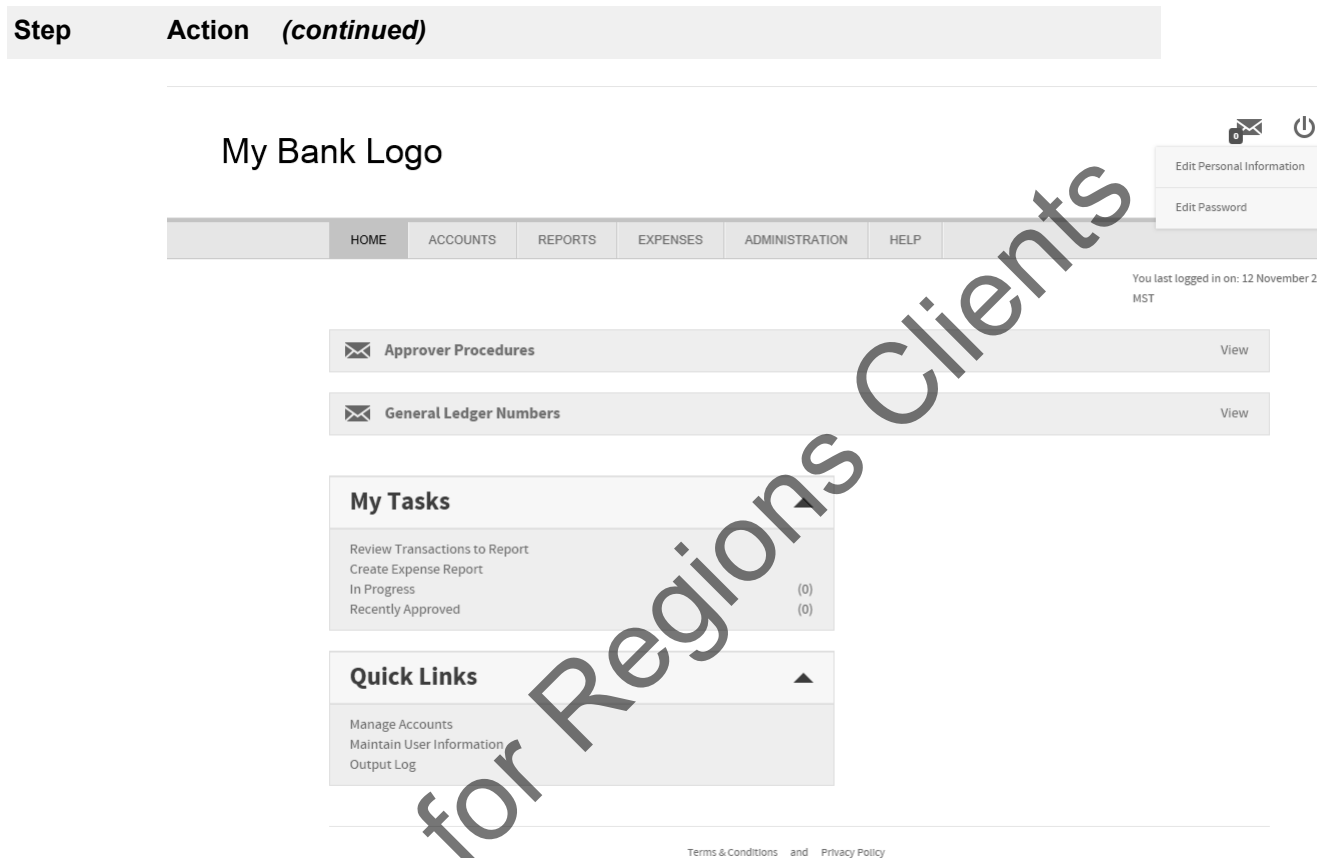 Step Action (continued)
My Bank Logo
0
Edit Personal Information
Edit Password
HOME ACCOUNTS REPORTS EXPENSES ADMINISTRATION HELP
You last logged in on: 12 November 2
MST
Approver Procedures View
General Ledger Numbers View
My Tasks
Review Transactions to Report
Create Expense Report
In Progress (0)
Recently Approved (0)
Quick Links
Manage Accounts
Maintain User Information
Output Log
Terms & Conditions and Privacy Policy
for Regions Clients